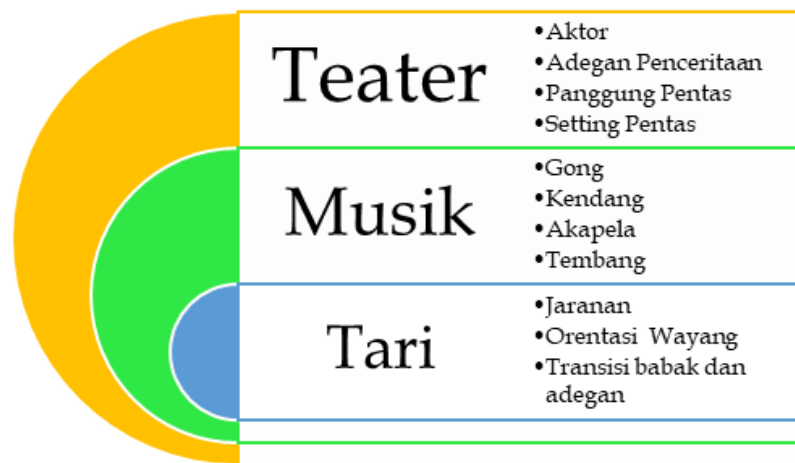 Teater
•Aktor
•Adegan Penceritaan
•Panggung Pentas
•Setting Pentas
Musik
•Gong
•Kendang
•Akapela
•Tembang
Tari
•Jaranan
•Orentasi Wayang
•Transisi babak dan
adegan